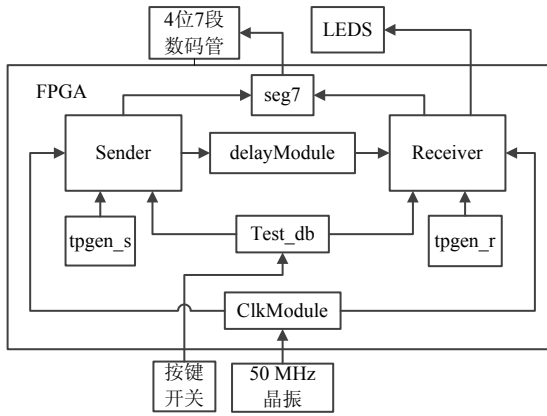 4位7段
数码管
LEDS
FPGA
seg7
Sender
delayModule
Receiver
tpgen_s
Test_db
tpgen_r
ClkModule
按键
开关
50 MHz
晶振